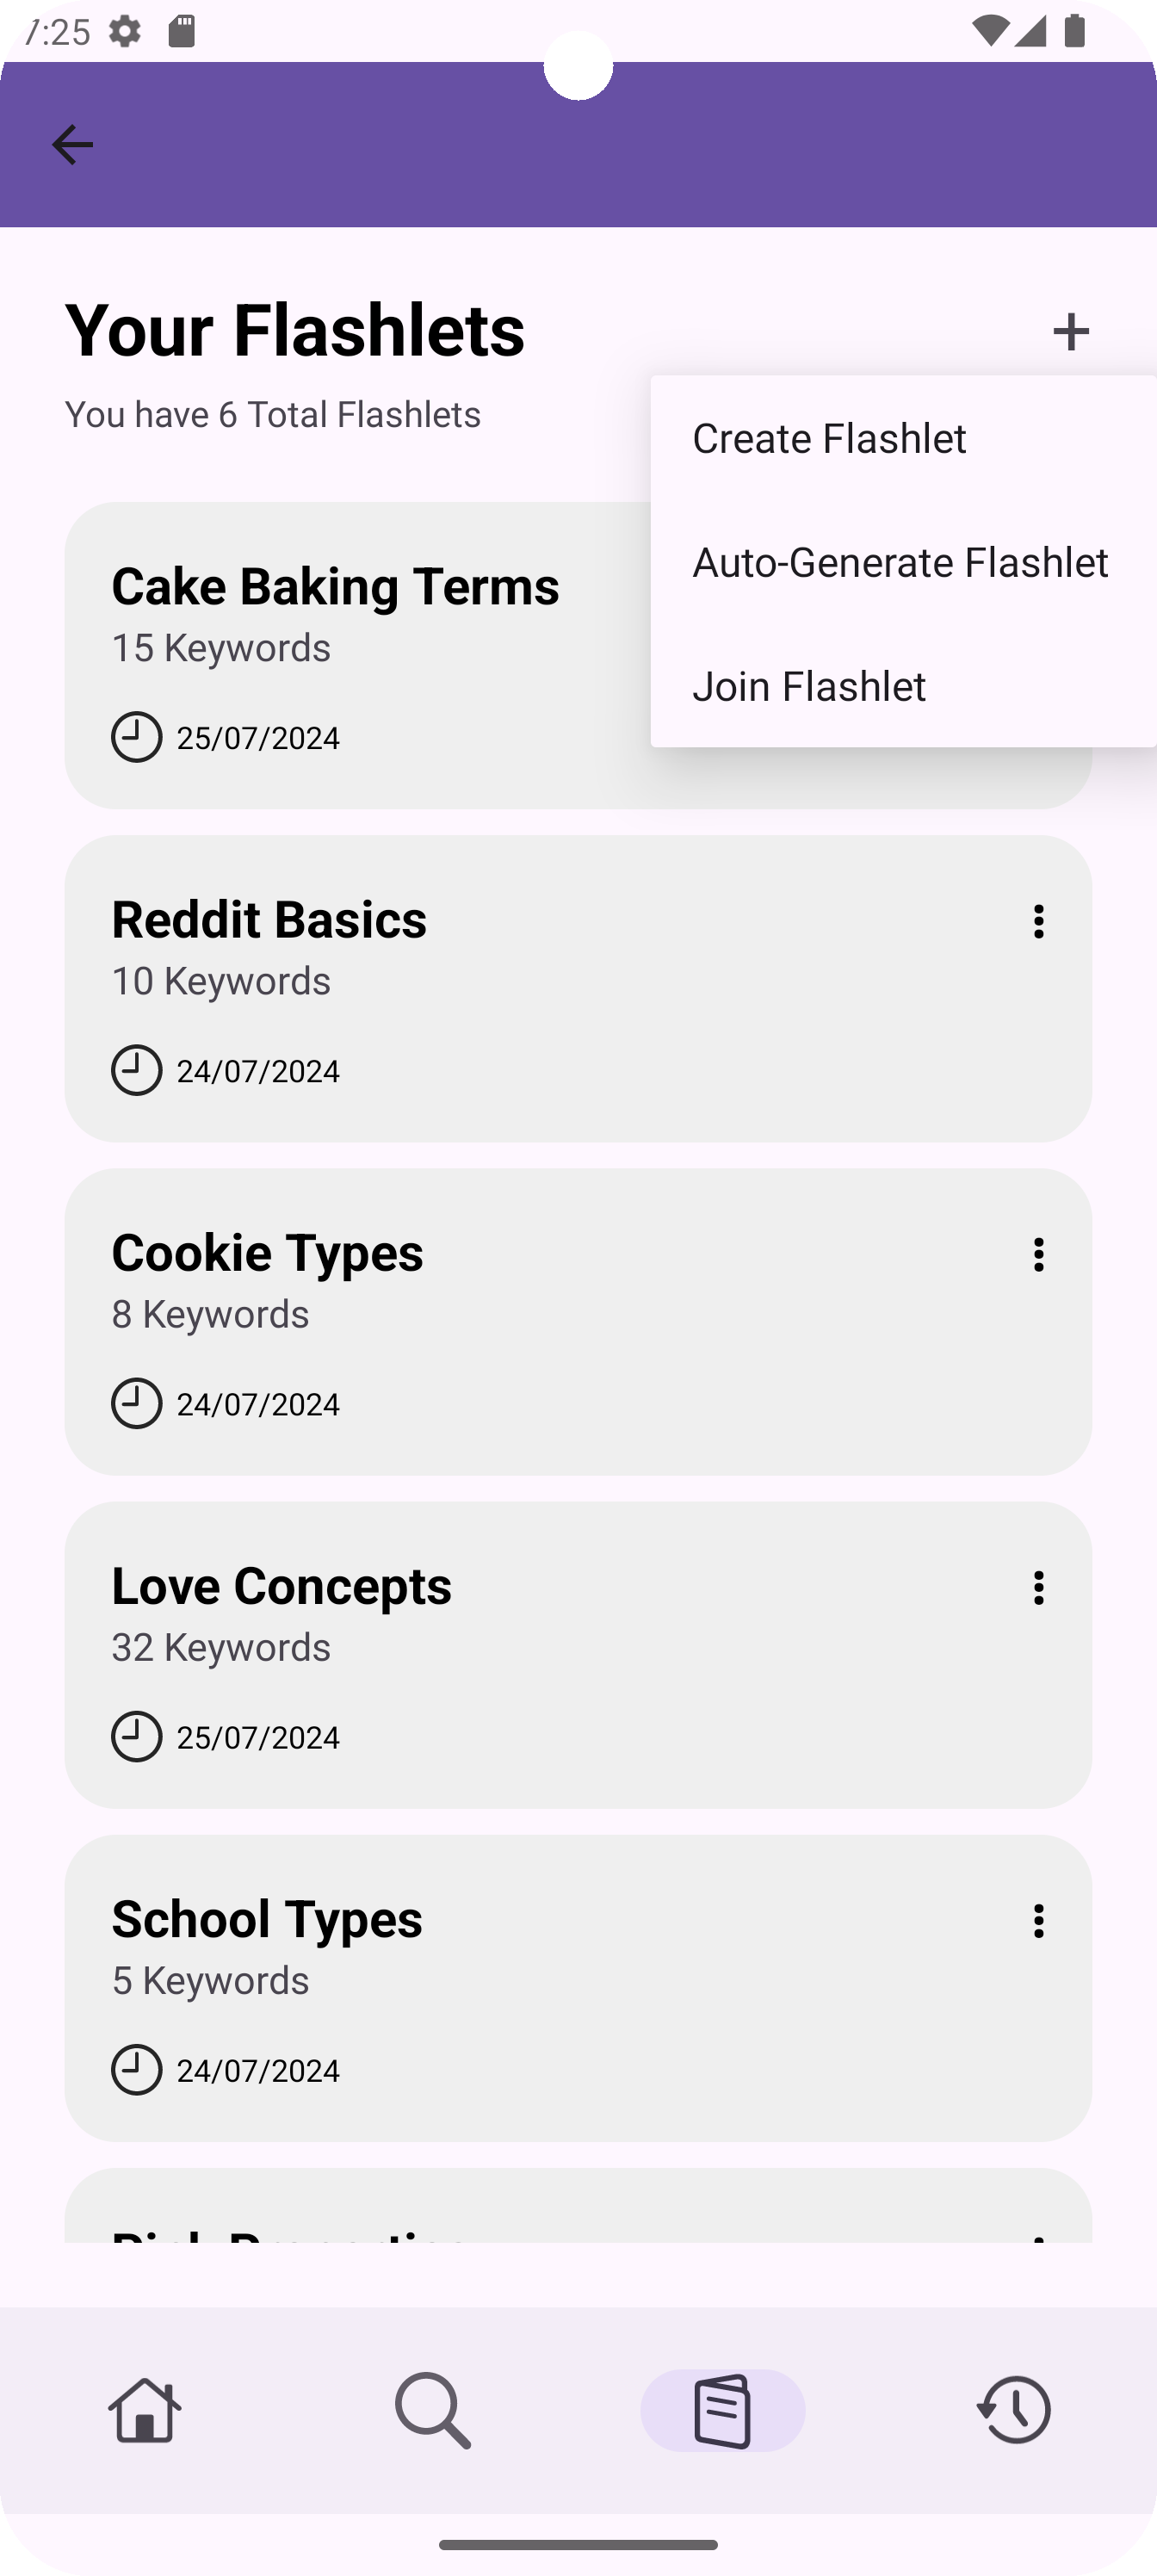 :25
Your Flashlets
You have 6 Total Flashlets
Create Flashlet
Auto-Generate Flashlet
Join Flashlet
Cake Baking Terms
15 Keywords
25/07/2024
Reddit Basics
10 Keywords
24/07/2024
Cookie Types
8 Keywords
24/07/2024
Love Concepts
32 Keywords
25/07/2024
School Types
5 Keywords
24/07/2024